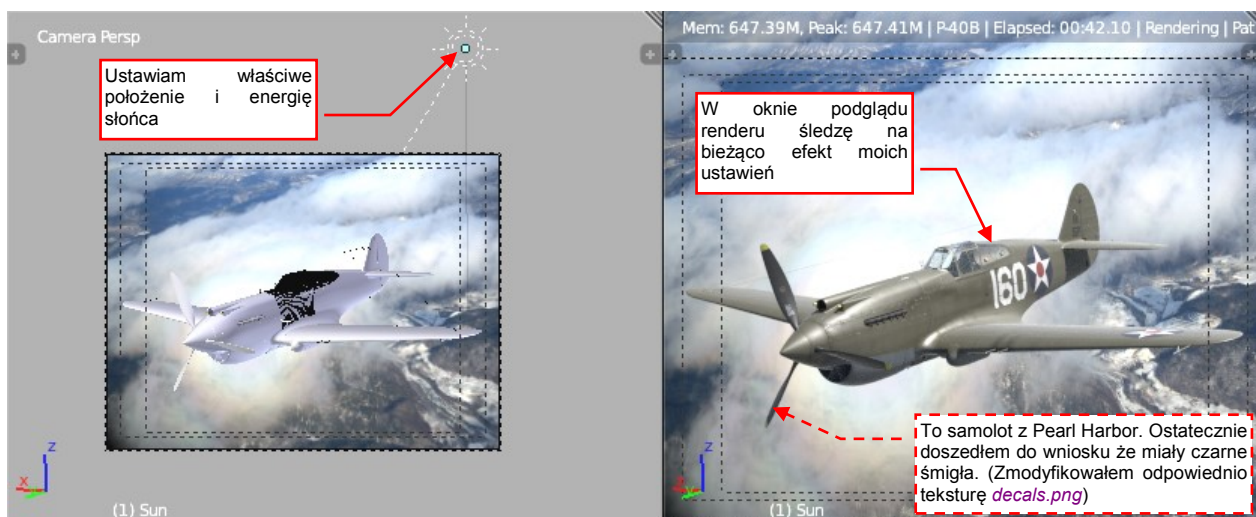 Camera Persp
Ustawiam właściwe
położenie i energię
słońca
z
x
(1) Sun
Mem: 647.39M, Peak: 647.41M | P-40B | Elapsed: 00:42.10 | Rendering | Pat
W oknie podglądu
renderu śledzę na
bieżąco efekt moich
ustawień
160
To samolot z Pearl Harbor. Ostatecznie
doszedłem do wniosku że miały czarne
śmigła. (Zmodyfikowałem odpowiednio
teksturę decals.png)
z
(1) Sun